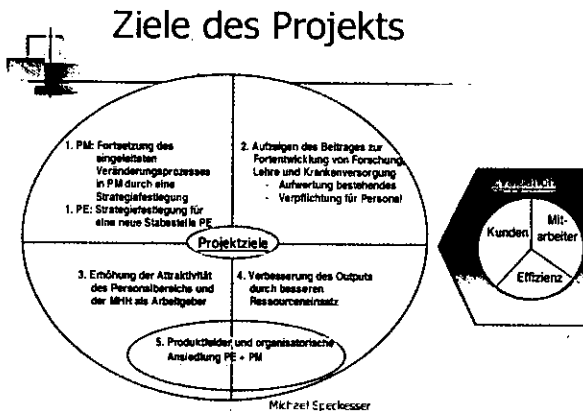 Ziele des Projekts
1. PM: Fortsetzung des
eingeleiteten
Veränderungsprozesses
in PM durch eine
Strategiefestlegung
1. PE: Strategiefestlegung für
eine neue Stabestelle PE
2. Aufzeigen des Beitrages zur
Fortentwicklung von Forschung,
Lehre und Krankenversorgung
- Aufwertung bestehendes
- Verpflichtung für Personal
Projektziele
3. Erhöhung der Attraktivität
des Personalbereichs und
der MHH als Arbeitgeber
4. Verbesserung des Outputs
durch besseren
Ressourceneinsatz
5. Produktfelder und organisatorische
Ansiedlung PE + PM
Kunden
Mit-
arbeiter
Effizienz
Michael Speckesser